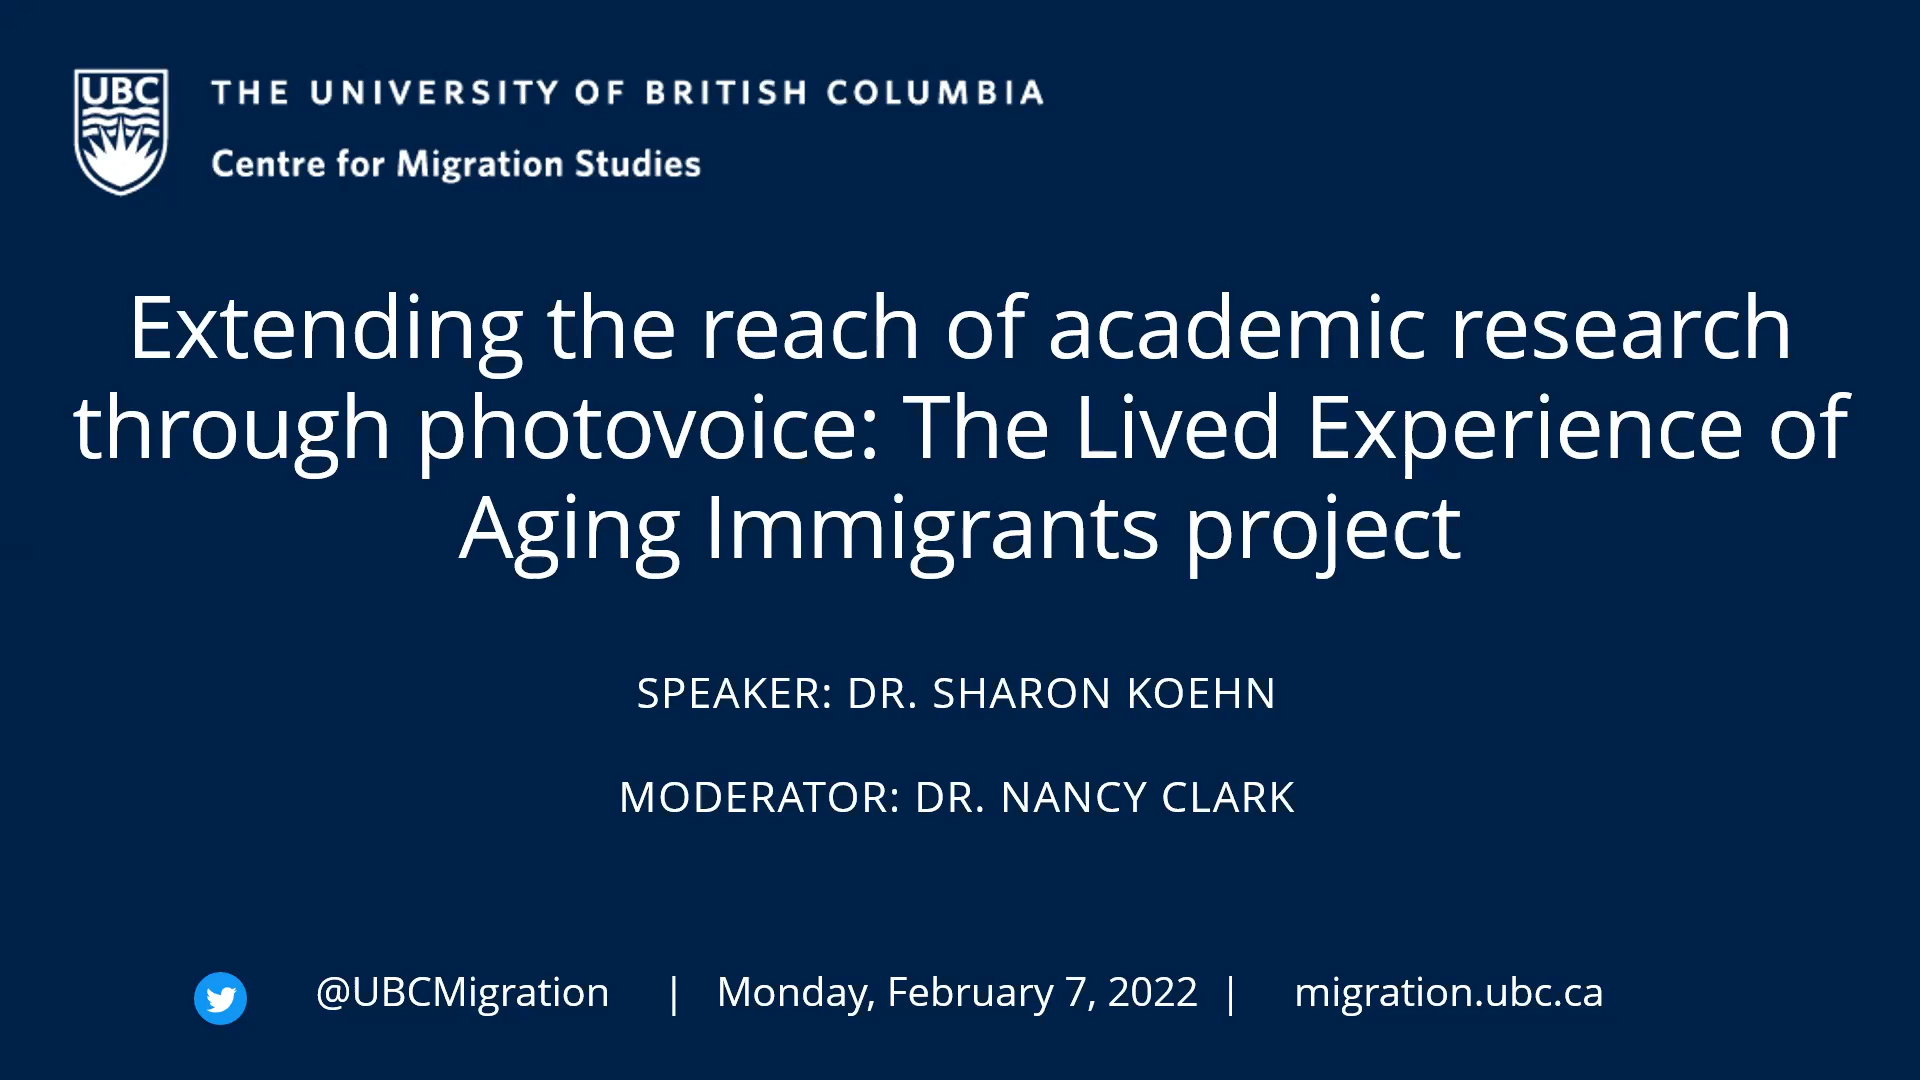 UBC
THE UNIVERSITY OF BRITISH COLUMBIA
Centre for Migration Studies
Extending the reach of academic research
through photovoice: The Lived Experience of
Aging Immigrants project
SPEAKER: DR. SHARON KOEHN
MODERATOR: DR. NANCY CLARK
@UBCMigration | Monday, February 7, 2022 | migration.ubc.ca